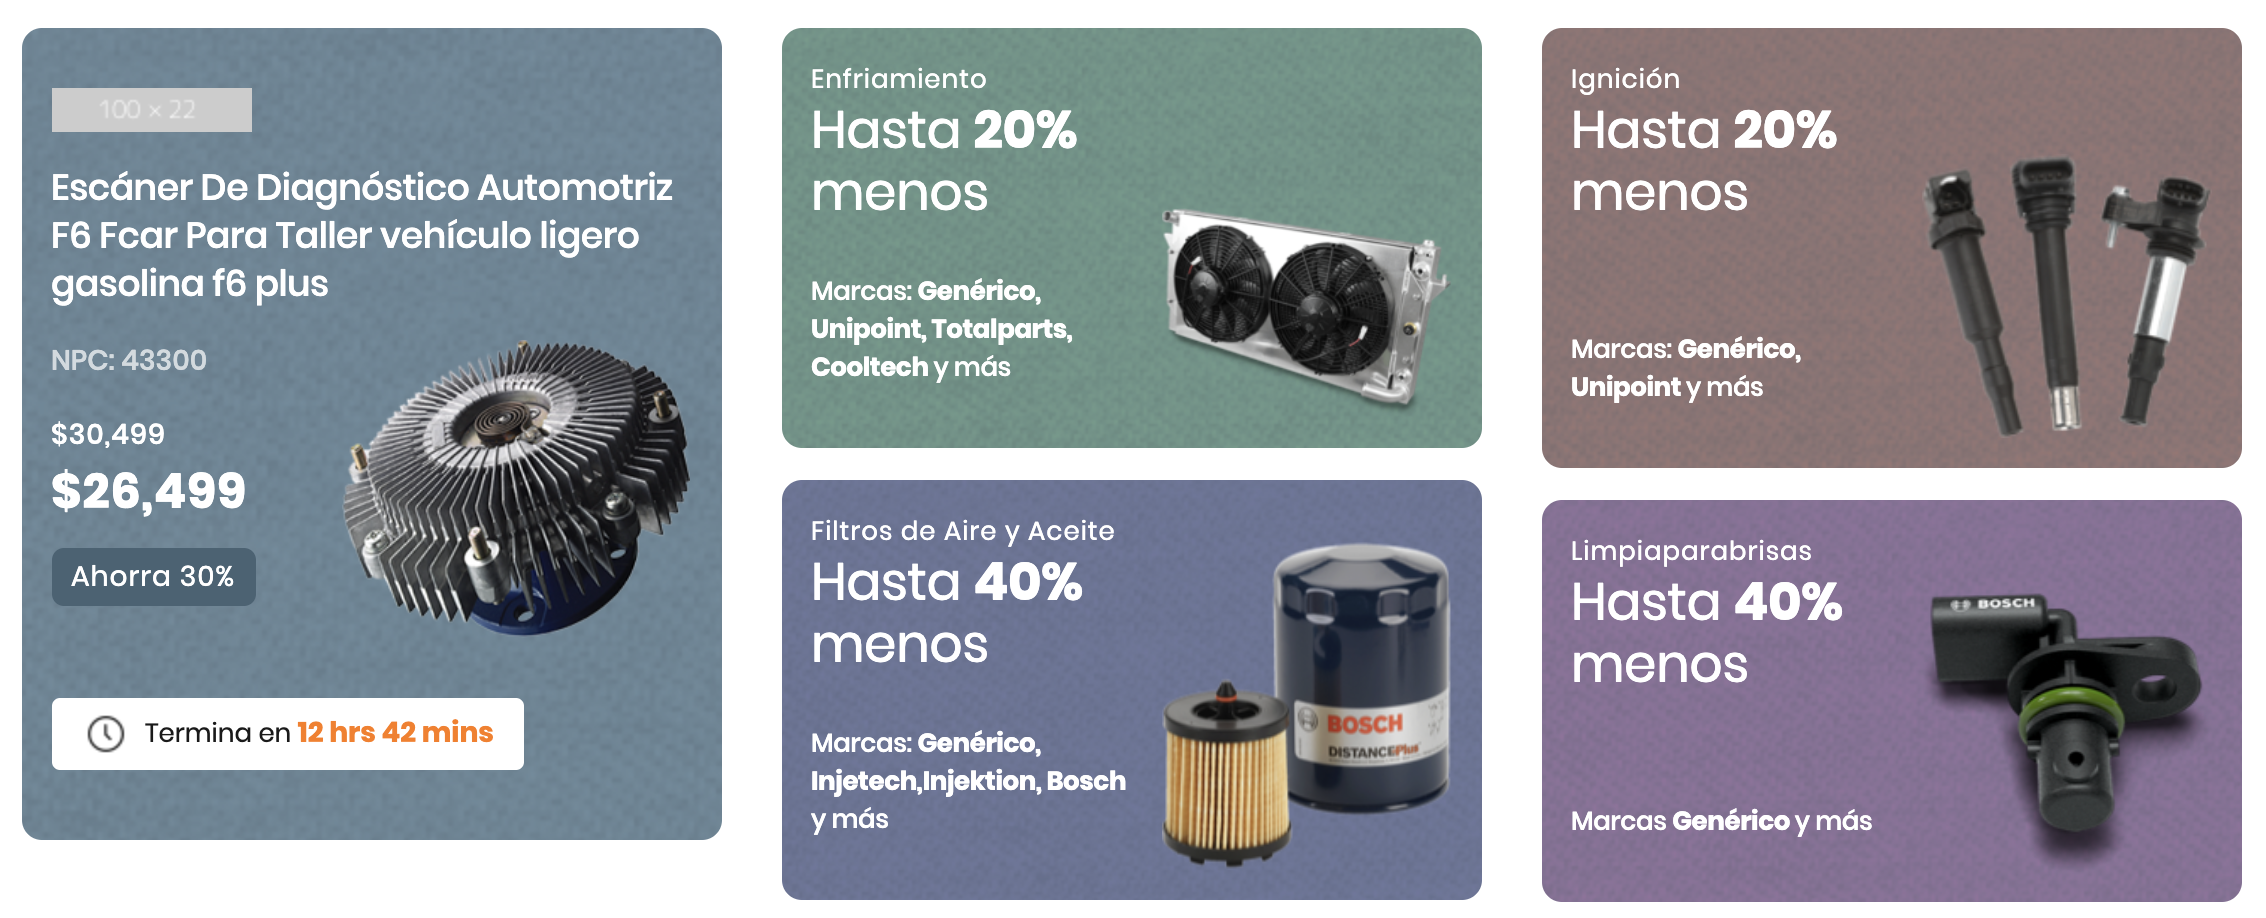 100 × 22
Escáner De Diagnóstico Automotriz
F6 Fcar Para Taller vehículo ligero
gasolina f6 plus
NPC: 43300
$30,499
$26,499
Ahorra 30%
Termina en 12 hrs 42 mins
Enfriamiento
Hasta 20%
menos
Marcas: Genérico,
Unipoint, Totalparts,
Cooltech y más
Filtros de Aire y Aceite
Hasta 40%
menos
Marcas: Genérico,
Injetech,Injektion, Bosch
y más
BOSCH
DISTANCEPlus
Ignición
Hasta 20%
menos
Marcas: Genérico,
Unipoint y más
Limpiaparabrisas
Hasta 40%
menos
Marcas Genérico y más
BOSCH